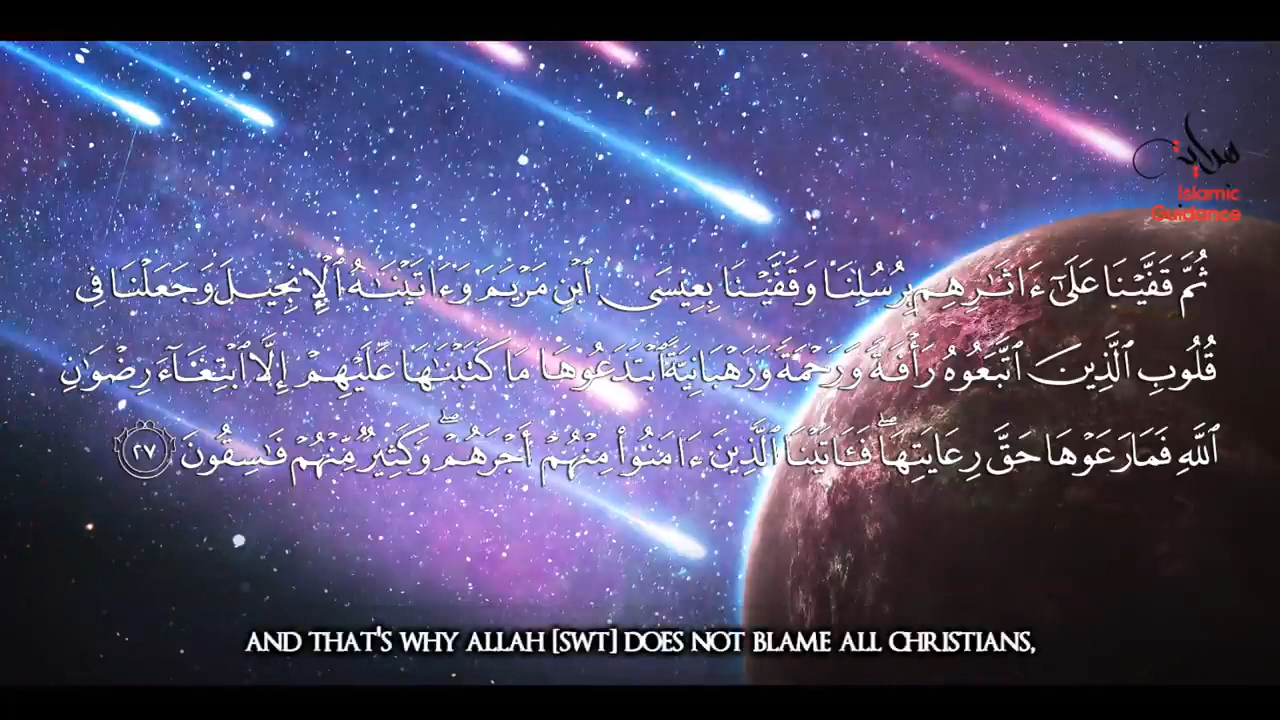 هداية
Islamic
Guidance
ثُمَّ قَفَّيْنَا عَلَىٰٓ ءَاثَٰرِهِم بِرُسُلِنَا وَقَفَّيْنَا بِعِيسَى ٱبْنِ مَرْيَمَ وَءَاتَيْنَٰهُ ٱلْإِنجِيلَ وَجَعَلْنَا فِى
قُلُوبِ ٱلَّذِينَ ٱتَّبَعُوهُ رَأْفَةً وَرَحْمَةً وَرَهْبَانِيَّةً ٱبْتَدَعُوهَا مَا كَتَبْنَٰهَا عَلَيْهِمْ إِلَّا ٱبْتِغَآءَ رِضْوَٰنِ
ٱللَّهِ فَمَا رَعَوْهَا حَقَّ رِعَايَتِهَا ۖ فَـَٔاتَيْنَا ٱلَّذِينَ ءَامَنُوا۟ مِنْهُمْ أَجْرَهُمْ ۖ وَكَثِيرٌ مِّنْهُمْ فَٰسِقُونَ ٢٧
AND THAT'S WHY ALLAH [SWT] DOES NOT BLAME ALL CHRISTIANS,